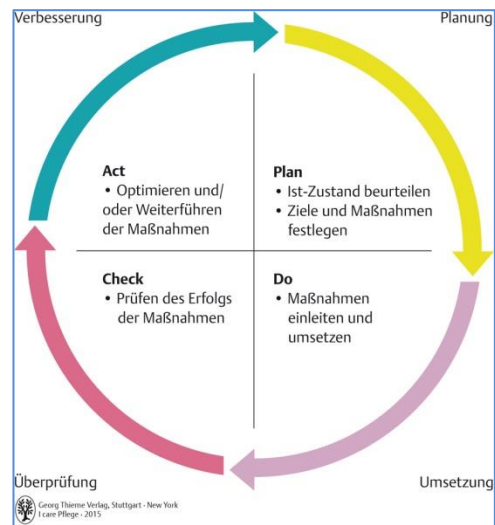 Verbesserung
Planung
Act
• Optimieren und/
oder Weiterführen
der Maßnahmen
Plan
• Ist-Zustand beurteilen
• Ziele und Maßnahmen
festlegen
Check
• Prüfen des Erfolgs
der Maßnahmen
Do
• Maßnahmen
einleiten und
umsetzen
Überprüfung
Umsetzung
Georg Thieme Verlag, Stuttgart · New York
I care Pflege · 2015